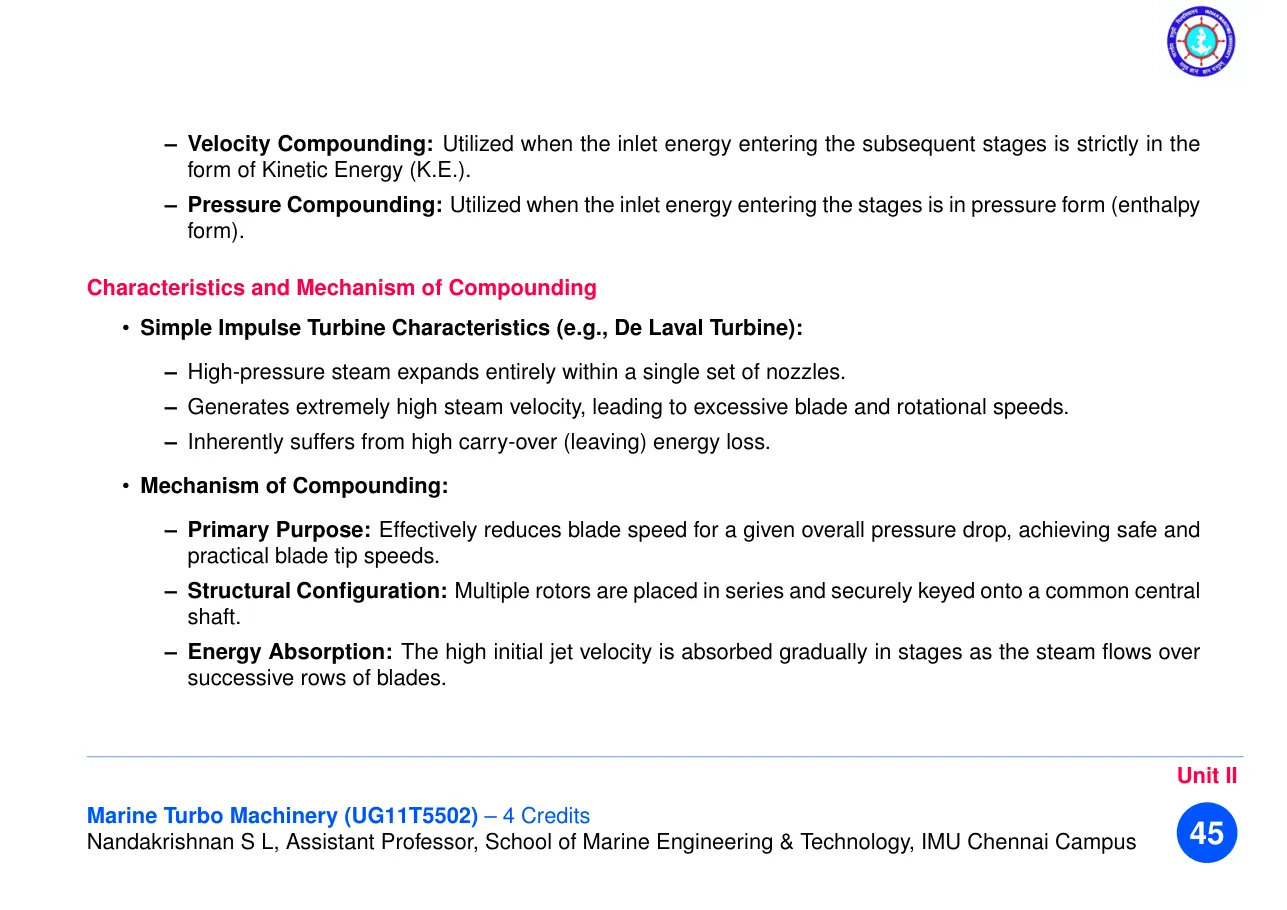 – Velocity Compounding: Utilized when the inlet energy entering the subsequent stages is strictly in the
form of Kinetic Energy (K.E.).
– Pressure Compounding: Utilized when the inlet energy entering the stages is in pressure form (enthalpy
form).
Characteristics and Mechanism of Compounding
• Simple Impulse Turbine Characteristics (e.g., De Laval Turbine):
– High-pressure steam expands entirely within a single set of nozzles.
– Generates extremely high steam velocity, leading to excessive blade and rotational speeds.
– Inherently suffers from high carry-over (leaving) energy loss.
• Mechanism of Compounding:
– Primary Purpose: Effectively reduces blade speed for a given overall pressure drop, achieving safe and
practical blade tip speeds.
– Structural Configuration: Multiple rotors are placed in series and securely keyed onto a common central
shaft.
– Energy Absorption: The high initial jet velocity is absorbed gradually in stages as the steam flows over
successive rows of blades.
Unit II
Marine Turbo Machinery (UG11T5502) – 4 Credits
Nandakrishnan S L, Assistant Professor, School of Marine Engineering & Technology, IMU Chennai Campus
45